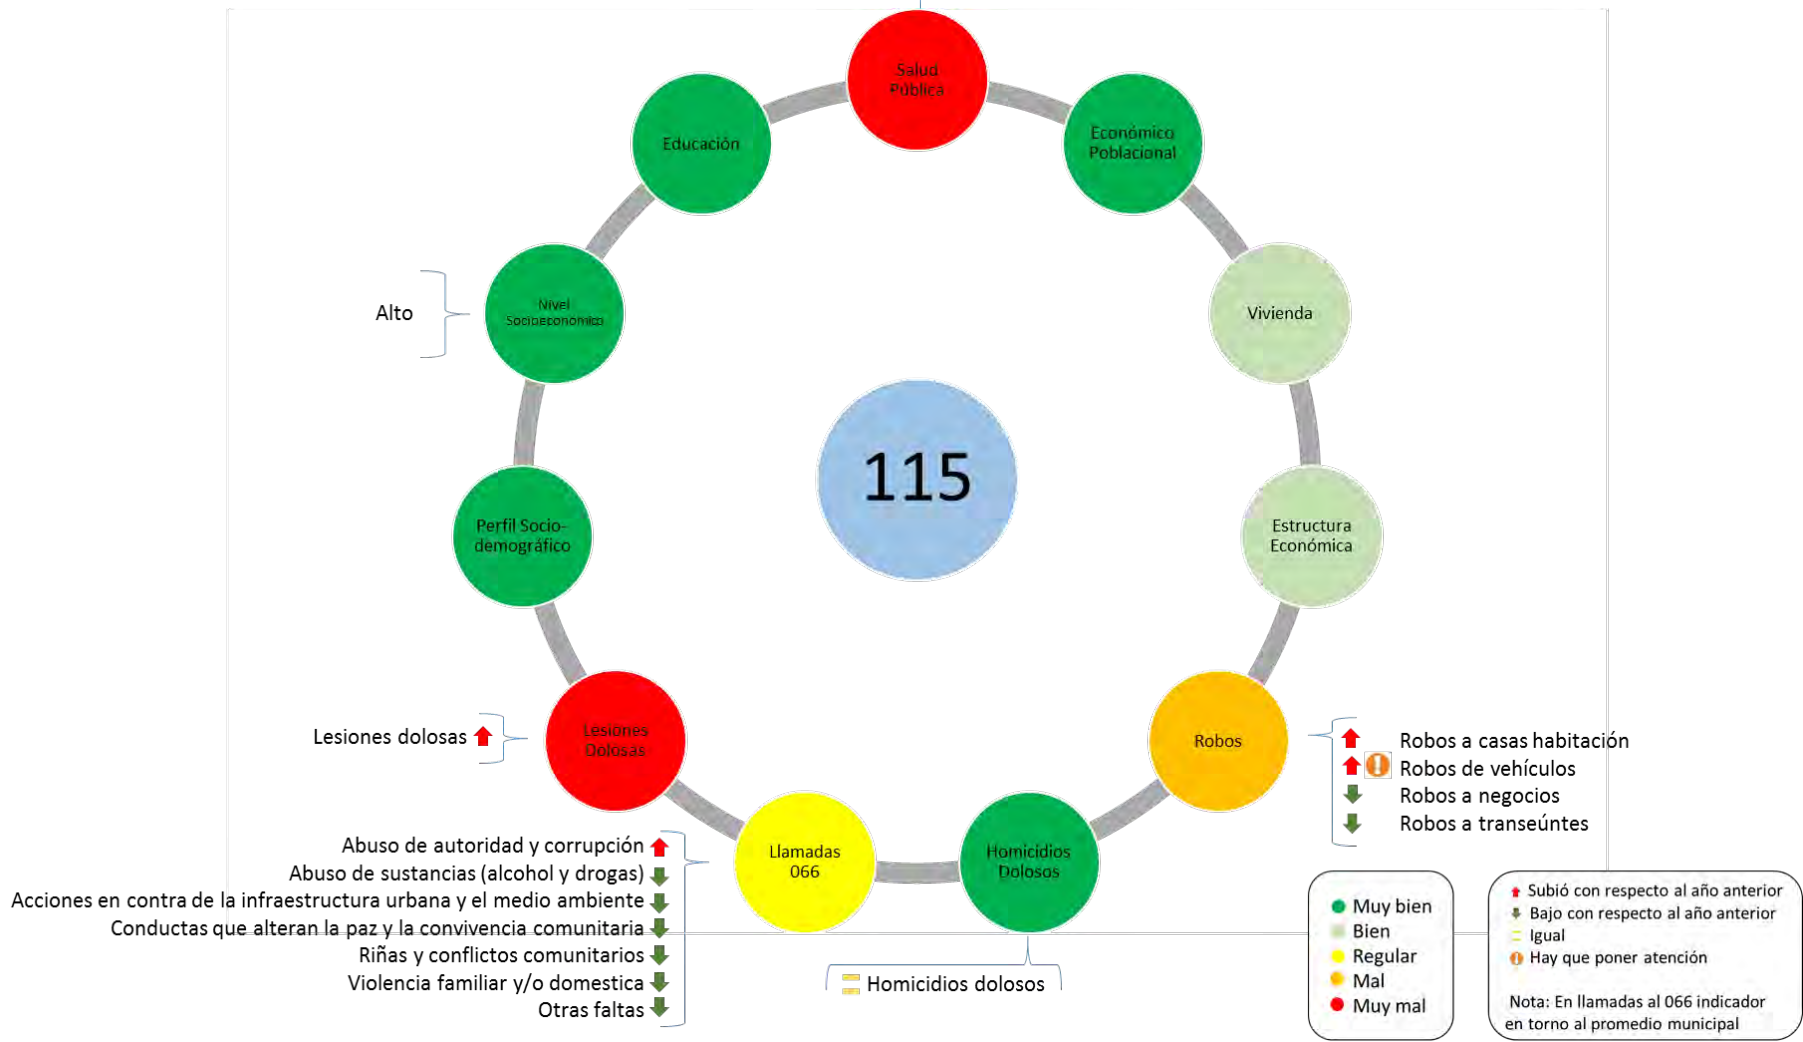 Salud
Pública
Económico
Poblacional
Educación
Vivienda
Nivel
Socioeconómico
Alto
115
Estructura
Económica
Perfil Socio-
demográfico
Lesiones
Dolosas
Lesiones dolosas
Robos
Robos a casas habitación
Robos de vehículos
Robos a negocios
Robos a transeúntes
Llamadas
066
Homicidios
Dolosos
Abuso de autoridad y corrupción
Abuso de sustancias (alcohol y drogas)
Acciones en contra de la infraestructura urbana y el medio ambiente
Conductas que alteran la paz y la convivencia comunitaria
Riñas y conflictos comunitarios
Violencia familiar y/o domestica
Otras faltas
Homicidios dolosos
Muy bien
Bien
Regular
Mal
Muy mal
Subió con respecto al año anterior
Bajo con respecto al año anterior
Igual
Hay que poner atención
Nota: En llamadas al 066 indicador
en torno al promedio municipal